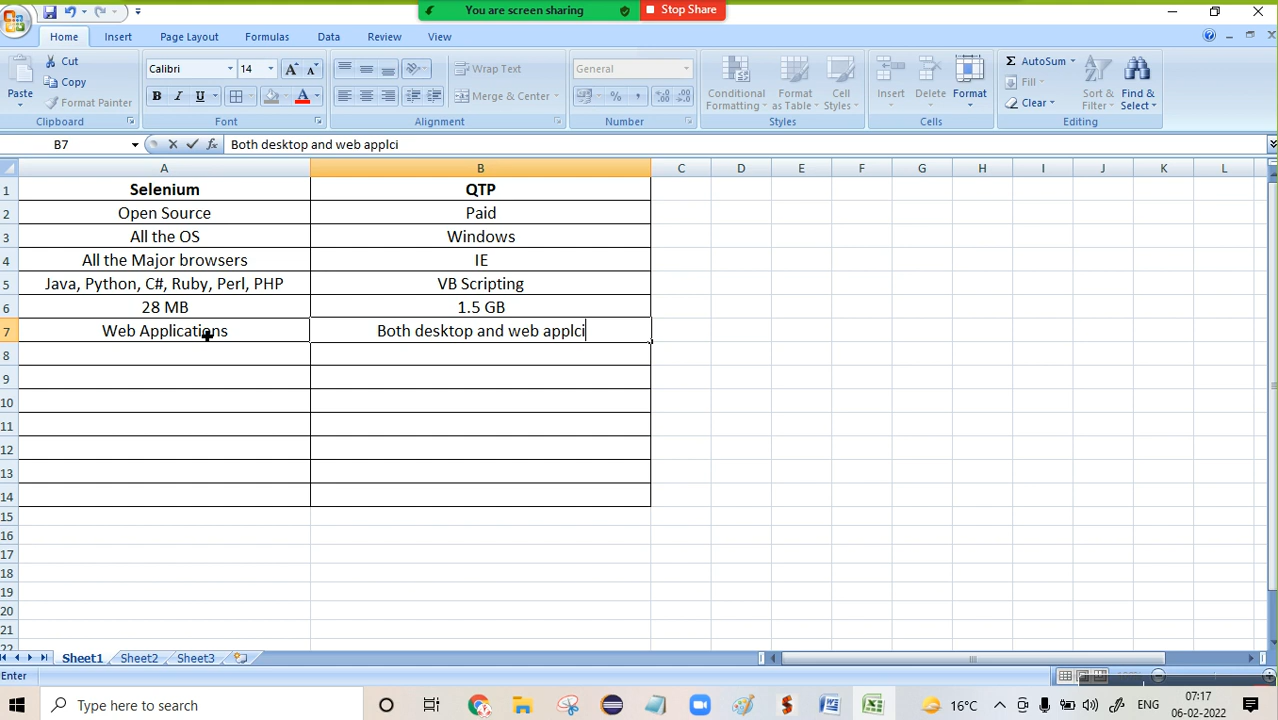 You are screen sharing
Stop Share
Home Insert Page Layout Formulas Data Review View
Paste
Cut
Copy
Format Painter
Clipboard
Calibri 14
B I U A
Font
Wrap Text
Merge & Center
Alignment
General
%
Number
Conditional Formatting
Format as Table
Cell Styles
Styles
Insert
Delete
Format
Cells
Σ AutoSum
Fill
Clear
Sort & Filter
Find & Select
Editing
B7 fx Both desktop and web applci
A B C D E F G H I J K L
1 Selenium QTP
2 Open Source Paid
3 All the OS Windows
4 All the Major browsers IE
5 Java, Python, C#, Ruby, Perl, PHP VB Scripting
6 28 MB 1.5 GB
7 Web Applications Both desktop and web applci
8
9
10
11
12
13
14
15
16
17
18
19
20
21
22
Sheet1 Sheet2 Sheet3
Enter
Type here to search
16°C
ENG
07:17
06-02-2022